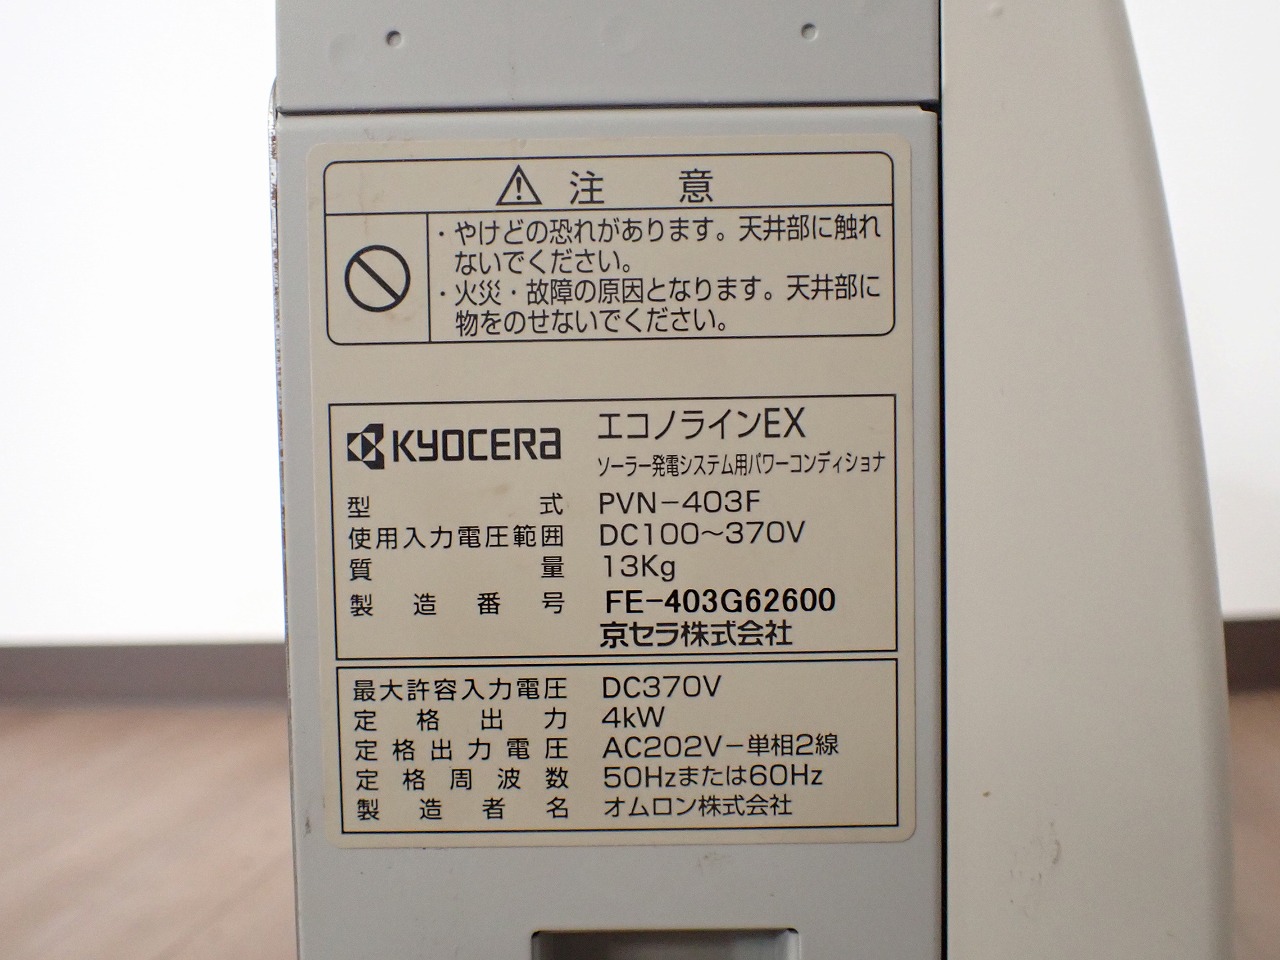 注 意
・やけどの恐れがあります。天井部に触れ
ないでください。
・火災・故障の原因となります。天井部に
物をのせないでください。
KYOCERA エコノラインEX
ソーラー発電システム用パワーコンディショナ
型式 PVN-403F
使用入力電圧範囲 DC100〜370V
質量 13Kg
製造番号 FE-403G62600
京セラ株式会社
最大許容入力電圧 DC370V
定格出力 4kW
定格出力電圧 AC202V-単相2線
定格周波数 50Hzまたは60Hz
製造者名 オムロン株式会社